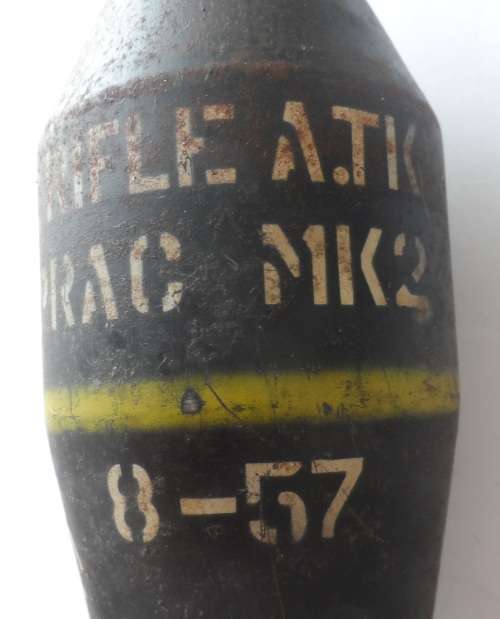 RIFLE A.TK
PRAC MK2
8-57